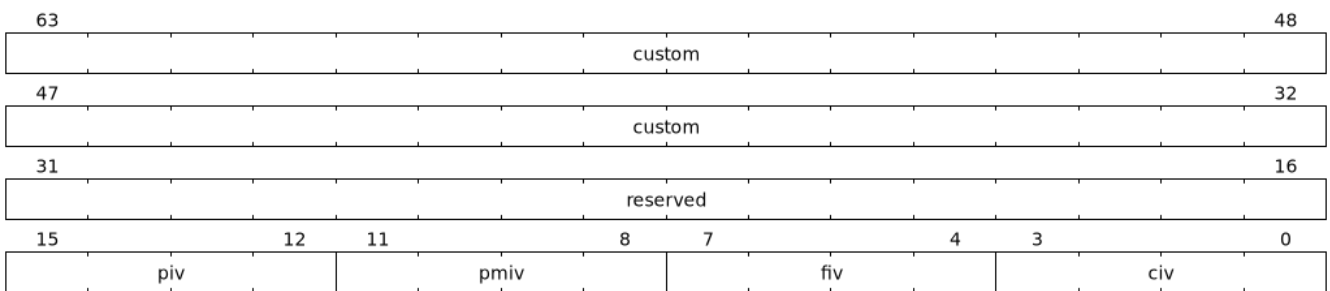 63 48
custom
47 32
custom
31 16
reserved
15 12 11 8 7 4 3 0
piv pmiv fiv civ